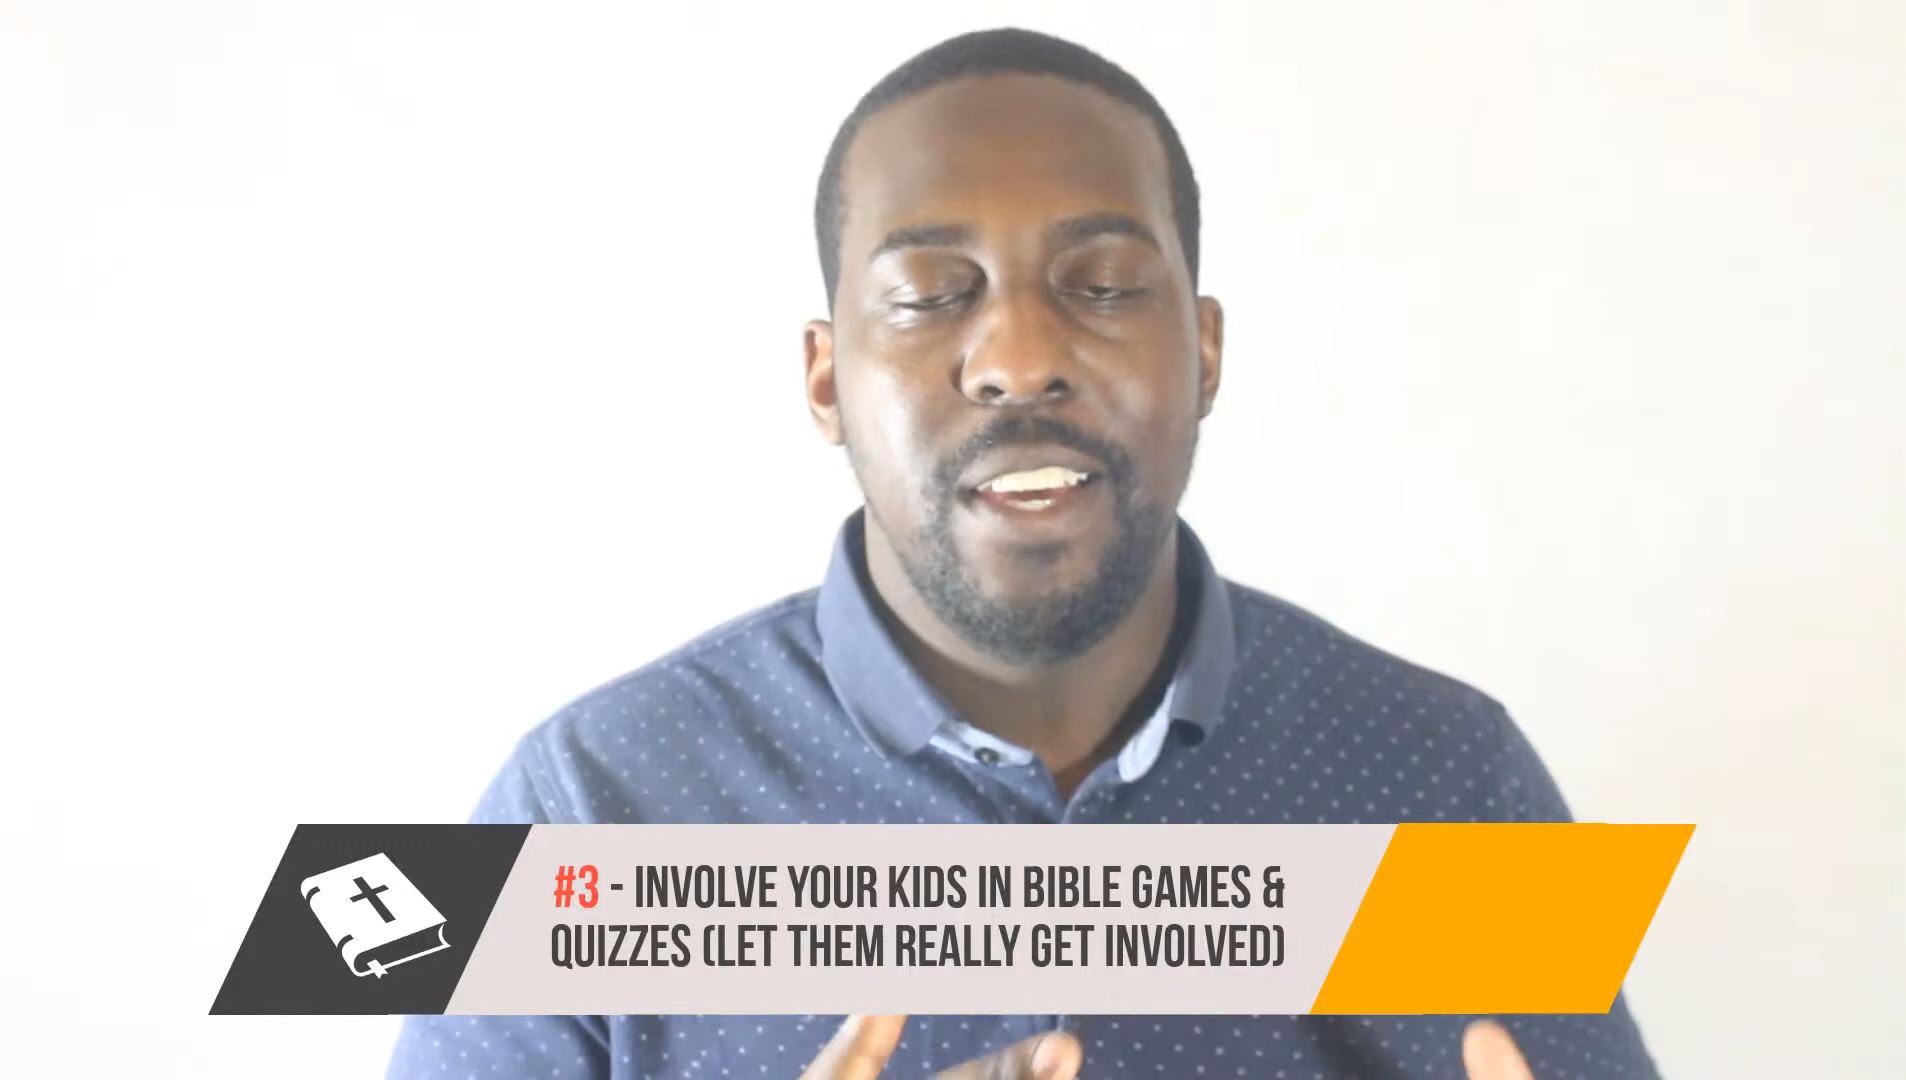 #3 - INVOLVE YOUR KIDS IN BIBLE GAMES &
QUIZZES (LET THEM REALLY GET INVOLVED)